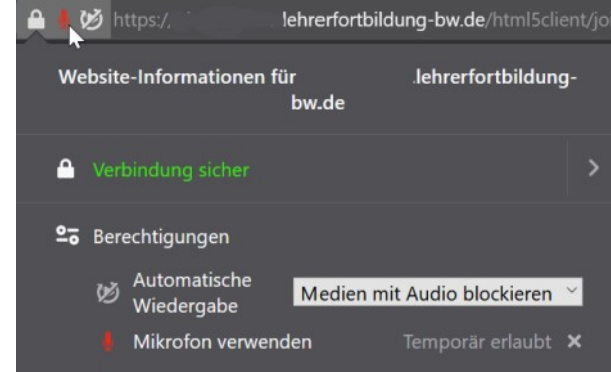 https:/ lehrerfortbildung-bw.de/html5client/jo
Website-Informationen für .lehrerfortbildung-
bw.de
Verbindung sicher
Berechtigungen
Automatische
Wiedergabe
Medien mit Audio blockieren
Mikrofon verwenden Temporär erlaubt